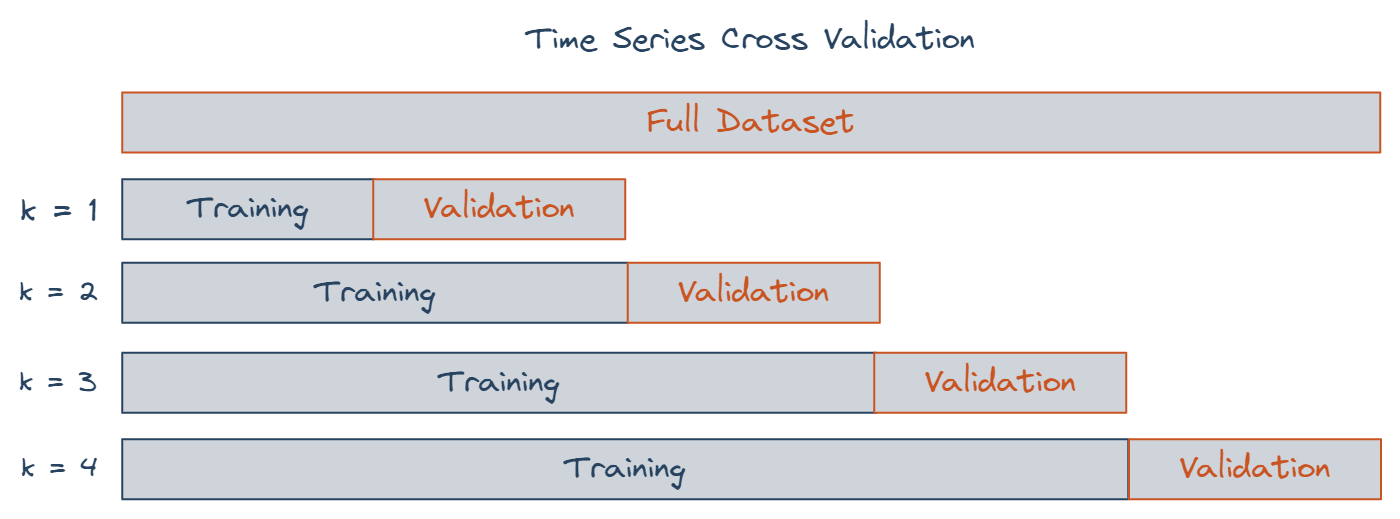 Time Series Cross Validation
Full Dataset
k = 1 Training Validation
k = 2 Training Validation
k = 3 Training Validation
k = 4 Training Validation